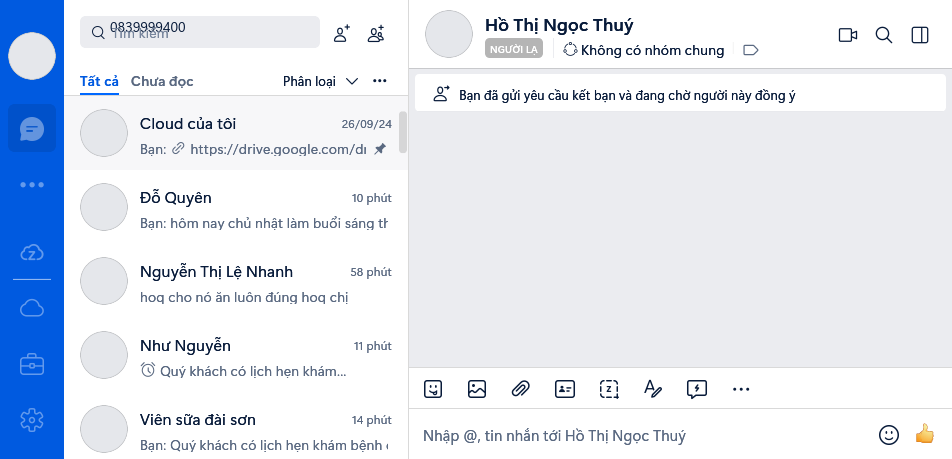 0839999400
Tìm kiếm
Tất cả Chưa đọc Phân loại
Cloud của tôi 26/09/24
Bạn: https://drive.google.com/dr
Đỗ Quyên 10 phút
Bạn: hôm nay chủ nhật làm buổi sáng th
Nguyễn Thị Lệ Nhanh 58 phút
hoq cho nó ăn luôn đúng hoq chị
Như Nguyễn 11 phút
Quý khách có lịch hẹn khám...
Viên sữa đài sơn 14 phút
Bạn: Quý khách có lịch hẹn khám bệnh
Hồ Thị Ngọc Thuý
NGƯỜI LẠ Không có nhóm chung
Bạn đã gửi yêu cầu kết bạn và đang chờ người này đồng ý
Nhập @, tin nhắn tới Hồ Thị Ngọc Thuý